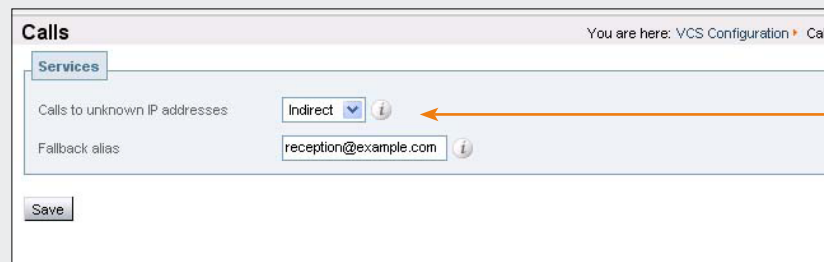 Calls
You are here: VCS Configuration ▸ Ca
Services
Calls to unknown IP addresses
Indirect
Fallback alias
reception@example.com
Save